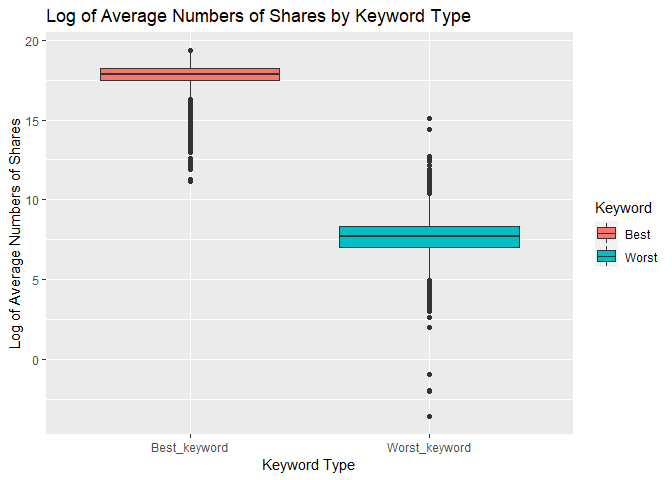 Log of Average Numbers of Shares by Keyword Type
Log of Average Numbers of Shares
20
15
10
5
0
Best_keyword
Worst_keyword
Keyword Type
Keyword
Best
Worst